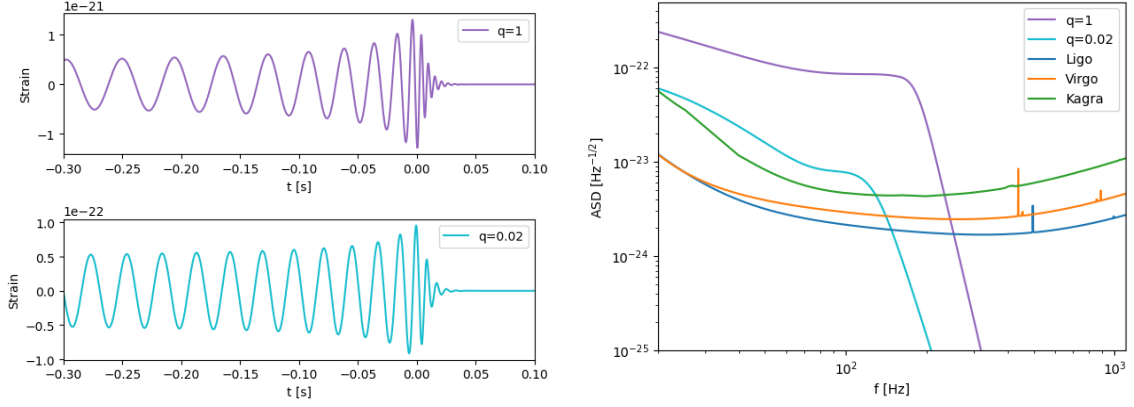 1e−21
q=1
1
0
−1
Strain
−0.30 −0.25 −0.20 −0.15 −0.10 −0.05 0.00 0.05 0.10
t [s]
1e−22
q=0.02
1.0
0.5
0.0
−0.5
−1.0
Strain
−0.30 −0.25 −0.20 −0.15 −0.10 −0.05 0.00 0.05 0.10
t [s]
q=1
q=0.02
Ligo
Virgo
Kagra
10⁻²²
10⁻²³
10⁻²⁴
10⁻²⁵
ASD [Hz⁻¹ᐟ²]
10² 10³
f [Hz]